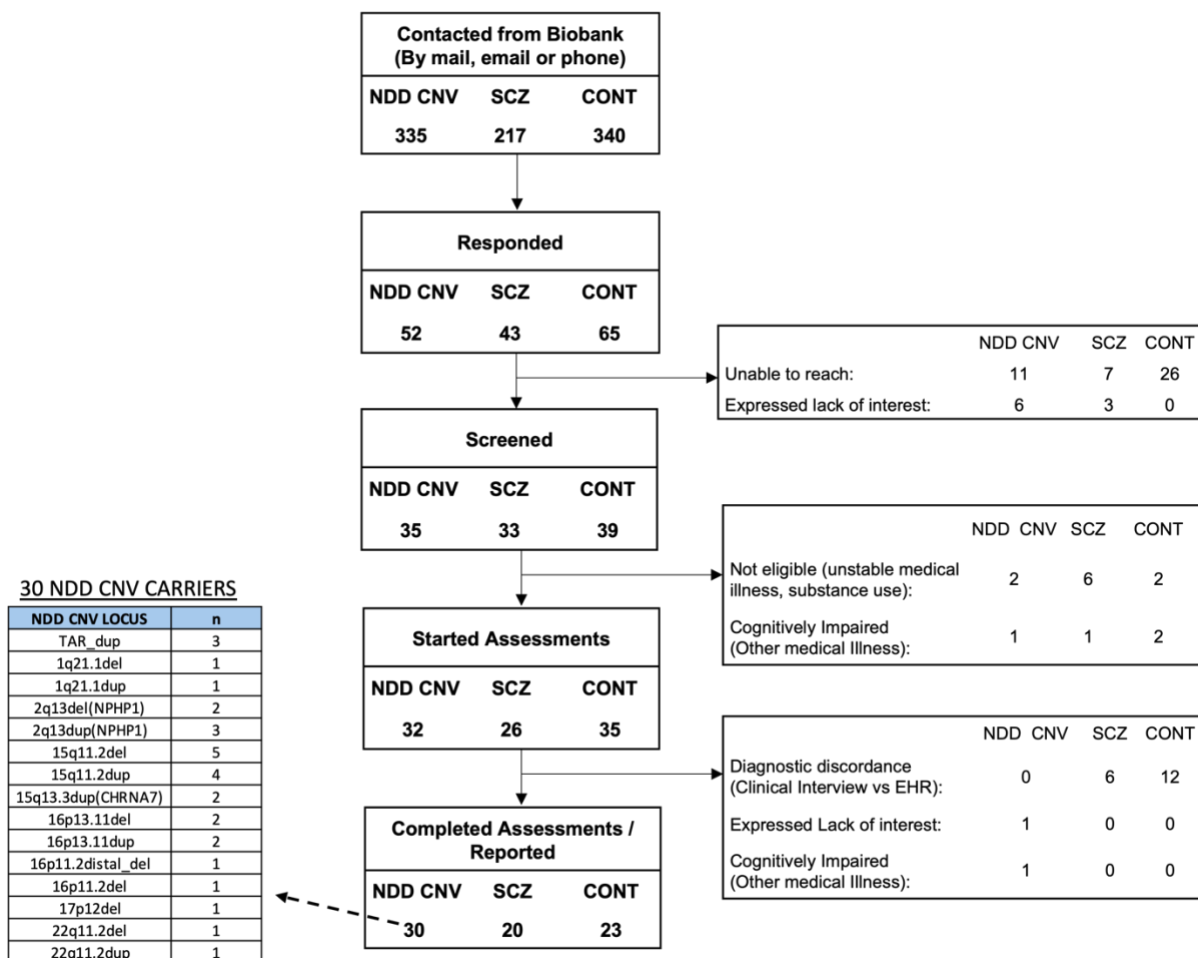 Contacted from Biobank
(By mail, email or phone)
NDD CNV SCZ CONT
335 217 340
Responded
NDD CNV SCZ CONT
52 43 65
NDD CNV SCZ CONT
Unable to reach: 11 7 26
Expressed lack of interest: 6 3 0
Screened
NDD CNV SCZ CONT
35 33 39
NDD CNV SCZ CONT
Not eligible (unstable medical
illness, substance use): 2 6 2
Cognitively Impaired
(Other medical Illness): 1 1 2
Started Assessments
NDD CNV SCZ CONT
32 26 35
NDD CNV SCZ CONT
Diagnostic discordance
(Clinical Interview vs EHR): 0 6 12
Expressed Lack of interest: 1 0 0
Cognitively Impaired
(Other medical Illness): 1 0 0
Completed Assessments /
Reported
NDD CNV SCZ CONT
30 20 23
30 NDD CNV CARRIERS
NDD CNV LOCUS n
TAR_dup 3
1q21.1del 1
1q21.1dup 1
2q13del(NPHP1) 2
2q13dup(NPHP1) 3
15q11.2del 5
15q11.2dup 4
15q13.3dup(CHRNA7) 2
16p13.11del 2
16p13.11dup 2
16p11.2distal_del 1
16p11.2del 1
17p12del 1
22q11.2del 1
22q11.2dup 1